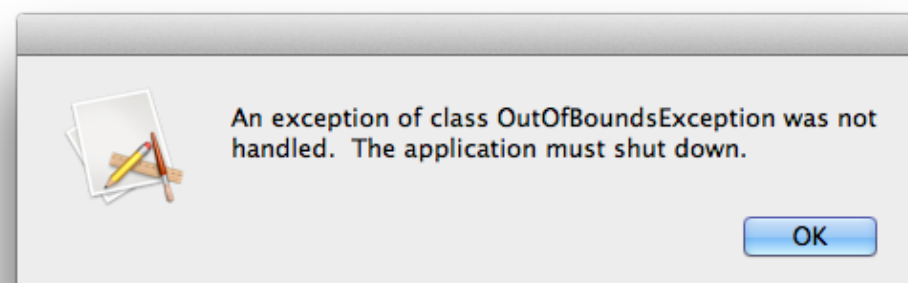 An exception of class OutOfBoundsException was not
handled.  The application must shut down.
OK